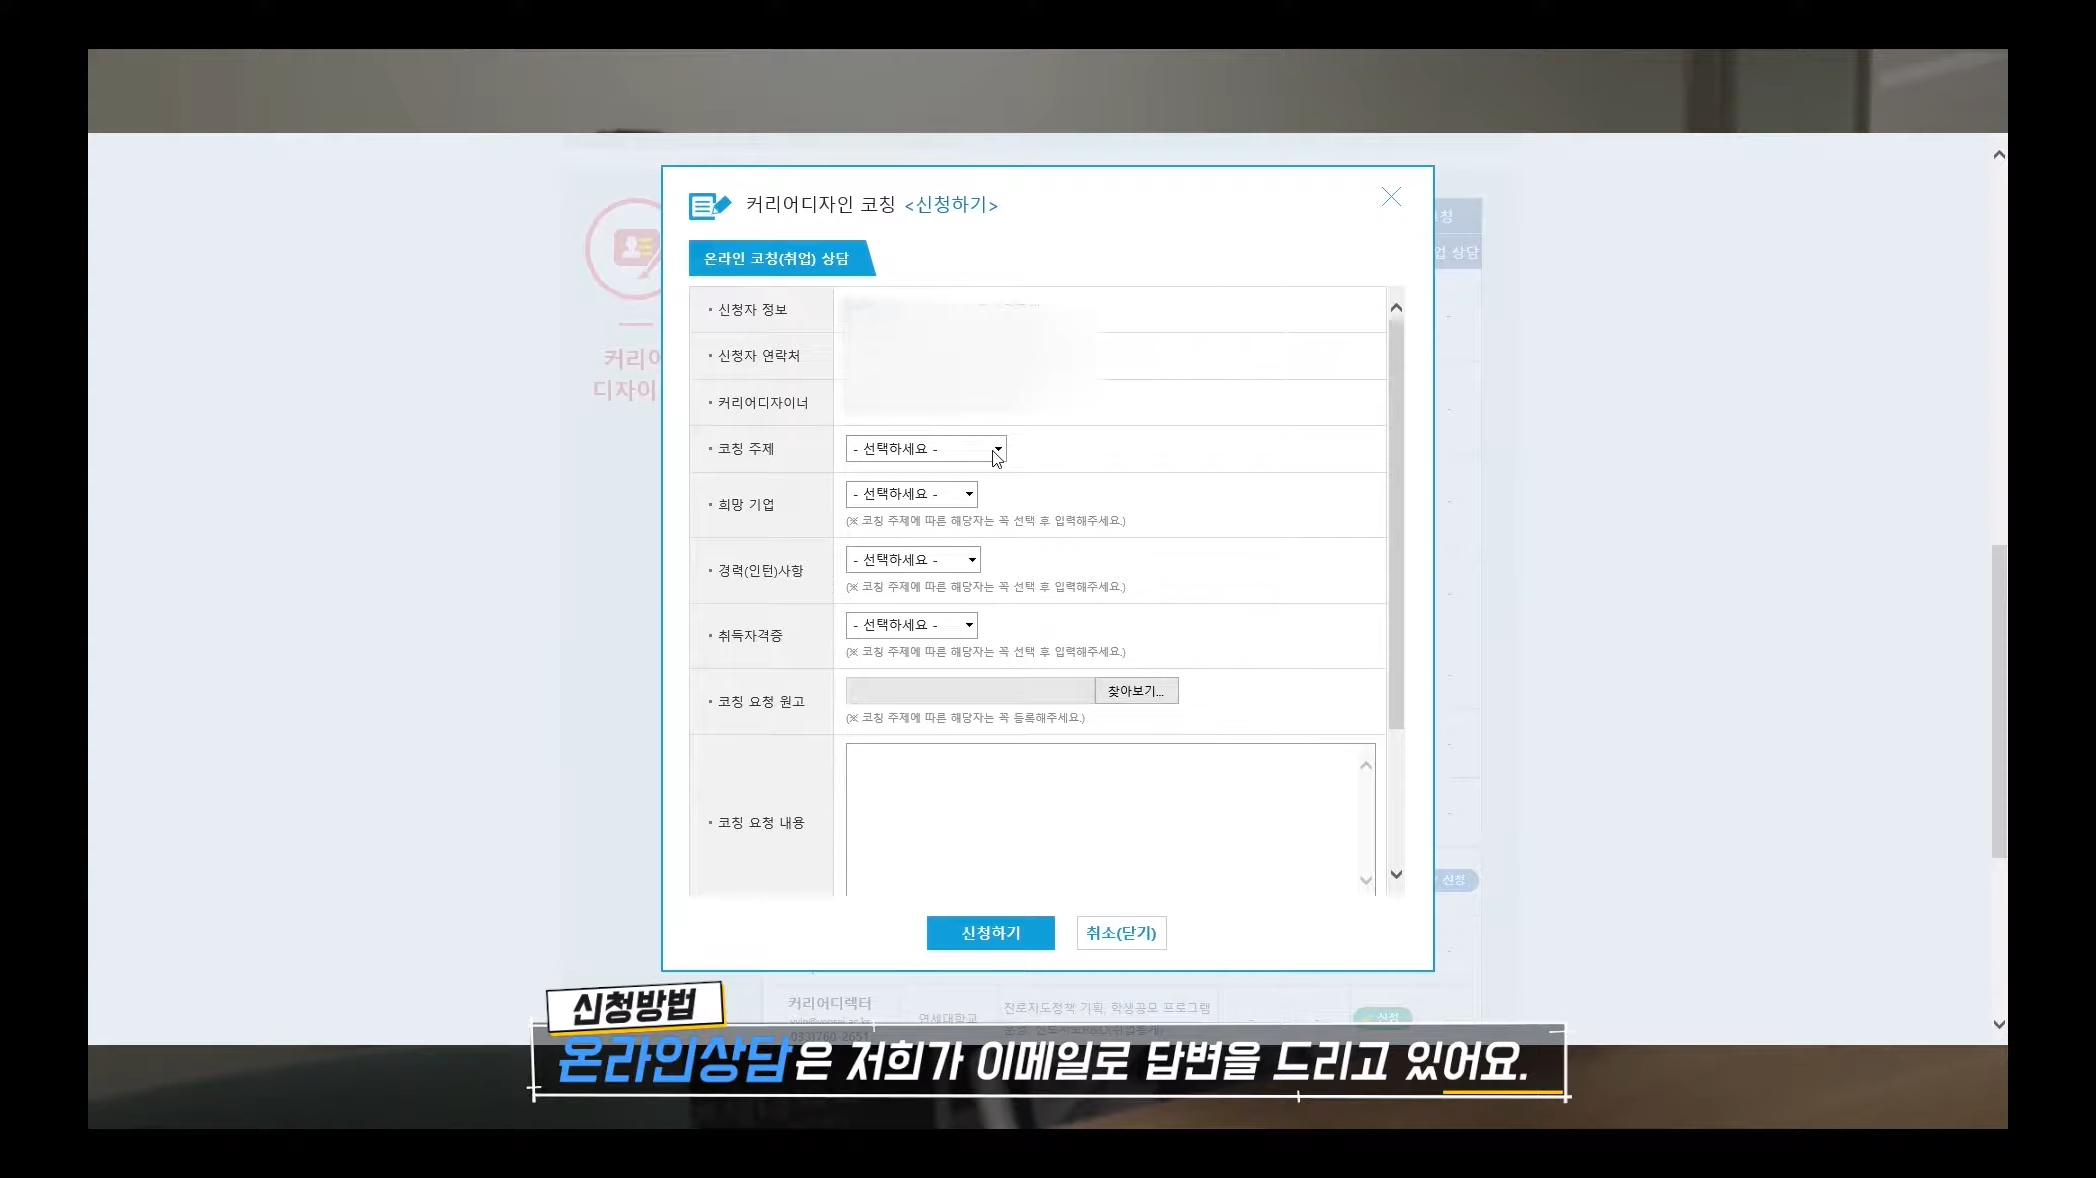 커리어디자인 코칭 <신청하기>
온라인 코칭(취업) 상담
신청자 정보
신청자 연락처
커리어디자이너
코칭 주제
- 선택하세요 -
희망 기업
- 선택하세요 -
(※ 코칭 주제에 따른 해당자는 꼭 선택 후 입력해주세요.)
경력(인턴)사항
- 선택하세요 -
(※ 코칭 주제에 따른 해당자는 꼭 선택 후 입력해주세요.)
취득자격증
- 선택하세요 -
(※ 코칭 주제에 따른 해당자는 꼭 선택 후 입력해주세요.)
코칭 요청 원고
찾아보기...
(※ 코칭 주제에 따른 해당자는 꼭 등록해주세요.)
코칭 요청 내용
신청하기
취소(닫기)
커리어
디자이
업 상담
신청
커리어디렉터
연세대학교
진로지도정책 기획, 학생공모 프로그램
신청
신청방법
온라인상담은 저희가 이메일로 답변을 드리고 있어요.